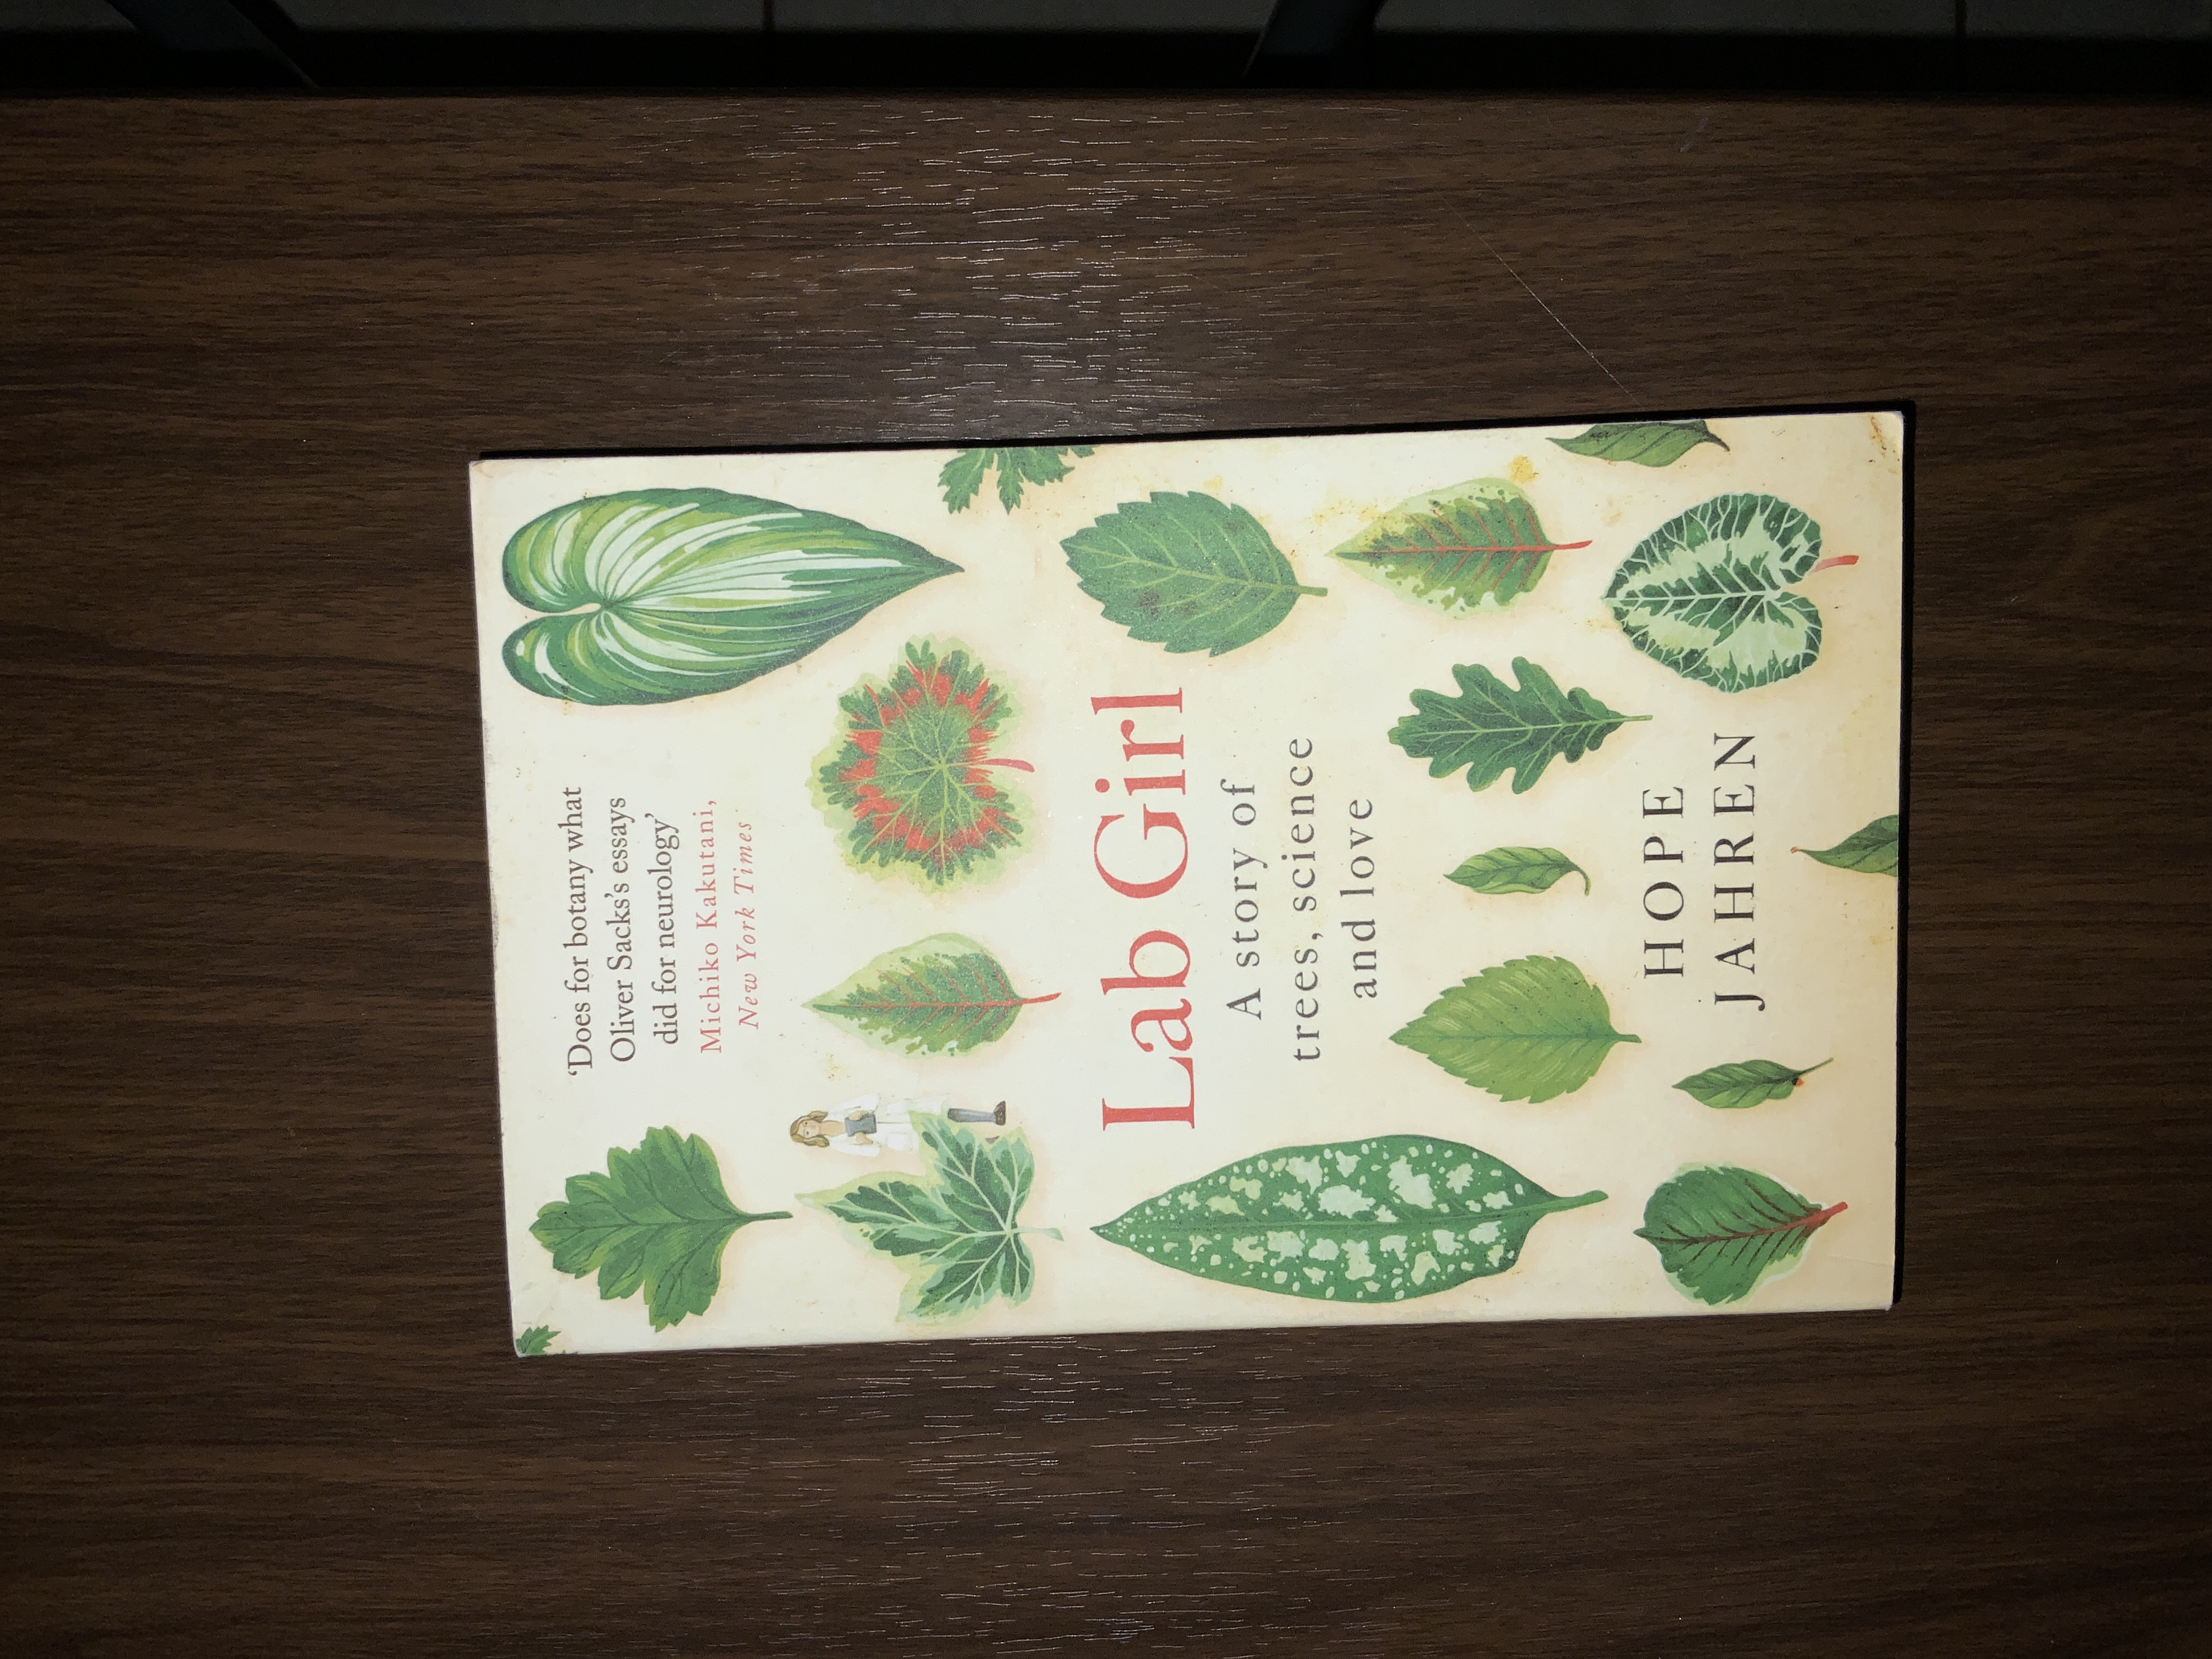 ‘Does for botany what
Oliver Sacks’s essays
did for neurology’
Michiko Kakutani,
New York Times
Lab Girl
A story of
trees, science
and love
HOPE
JAHREN